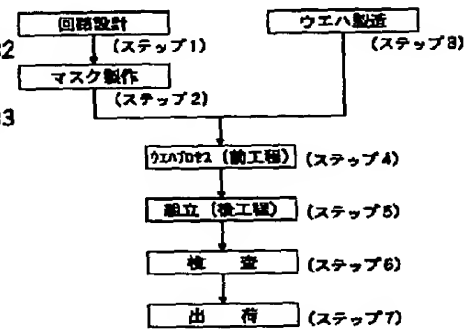 回路設計
(ステップ1)
マスク製作
(ステップ2)
ウエハ製造
(ステップ3)
ウエハプロセス (前工程)
(ステップ4)
組立 (後工程)
(ステップ5)
検 査
(ステップ6)
出 荷
(ステップ7)